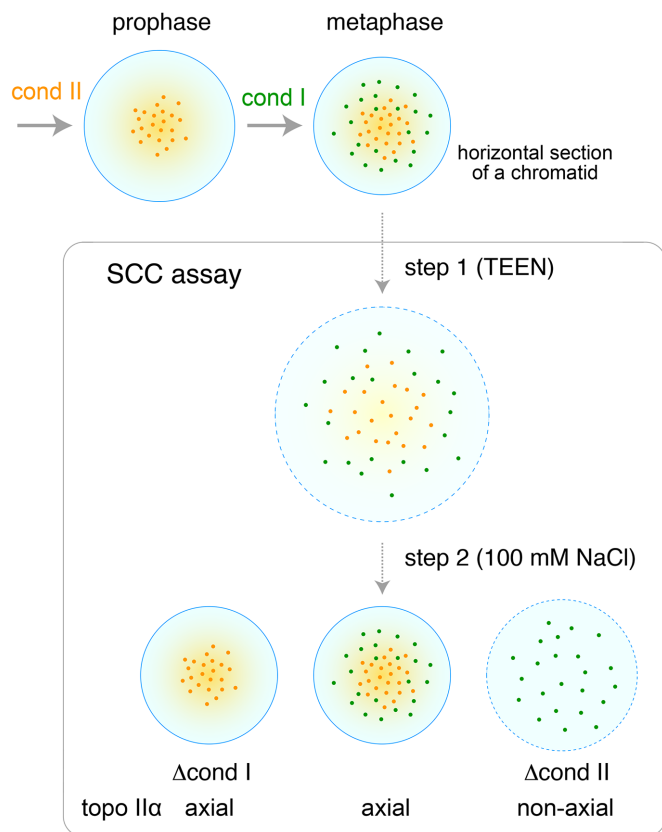 prophase
metaphase
cond II
cond I
horizontal section
of a chromatid
SCC assay
step 1 (TEEN)
step 2 (100 mM NaCl)
Δcond I
Δcond II
topo IIα axial axial non-axial